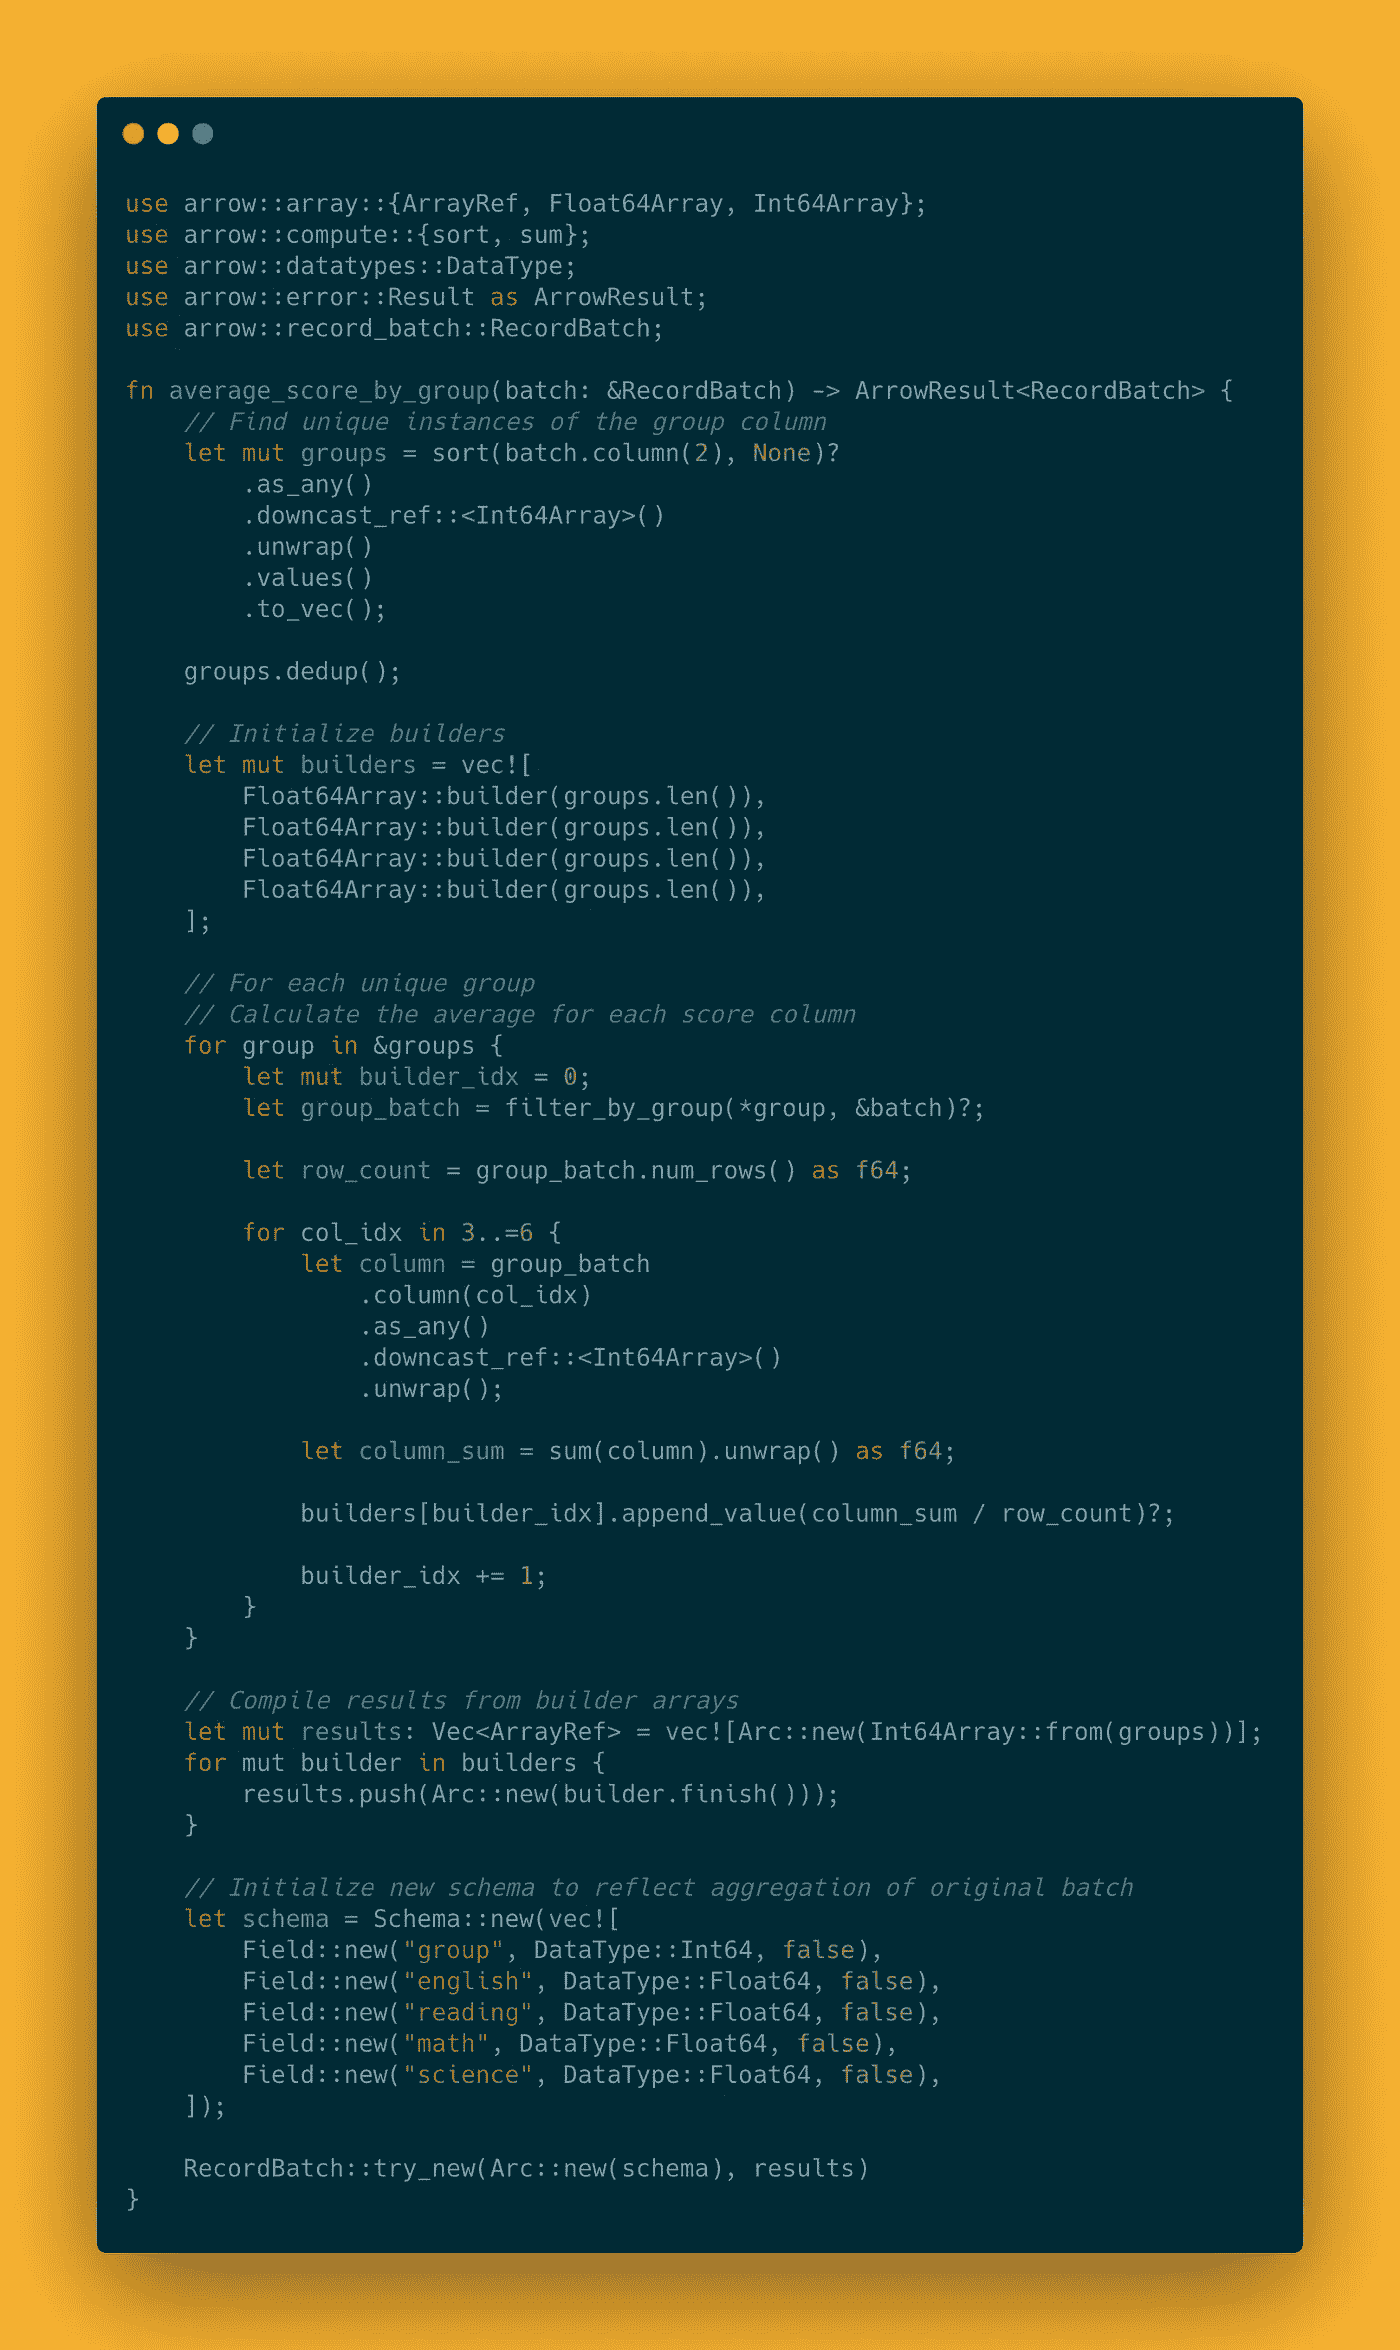 use arrow::array::{ArrayRef, Float64Array, Int64Array};
use arrow::compute::{sort, sum};
use arrow::datatypes::DataType;
use arrow::error::Result as ArrowResult;
use arrow::record_batch::RecordBatch;

fn average_score_by_group(batch: &RecordBatch) -> ArrowResult<RecordBatch> {
    // Find unique instances of the group column
    let mut groups = sort(batch.column(2), None)?
        .as_any()
        .downcast_ref::<Int64Array>()
        .unwrap()
        .values()
        .to_vec();

    groups.dedup();

    // Initialize builders
    let mut builders = vec![
        Float64Array::builder(groups.len()),
        Float64Array::builder(groups.len()),
        Float64Array::builder(groups.len()),
        Float64Array::builder(groups.len()),
    ];

    // For each unique group
    // Calculate the average for each score column
    for group in &groups {
        let mut builder_idx = 0;
        let group_batch = filter_by_group(*group, &batch)?;

        let row_count = group_batch.num_rows() as f64;

        for col_idx in 3..=6 {
            let column = group_batch
                .column(col_idx)
                .as_any()
                .downcast_ref::<Int64Array>()
                .unwrap();

            let column_sum = sum(column).unwrap() as f64;

            builders[builder_idx].append_value(column_sum / row_count)?;

            builder_idx += 1;
        }
    }

    // Compile results from builder arrays
    let mut results: Vec<ArrayRef> = vec![Arc::new(Int64Array::from(groups))];
    for mut builder in builders {
        results.push(Arc::new(builder.finish()));
    }

    // Initialize new schema to reflect aggregation of original batch
    let schema = Schema::new(vec![
        Field::new("group", DataType::Int64, false),
        Field::new("english", DataType::Float64, false),
        Field::new("reading", DataType::Float64, false),
        Field::new("math", DataType::Float64, false),
        Field::new("science", DataType::Float64, false),
    ]);

    RecordBatch::try_new(Arc::new(schema), results)
}